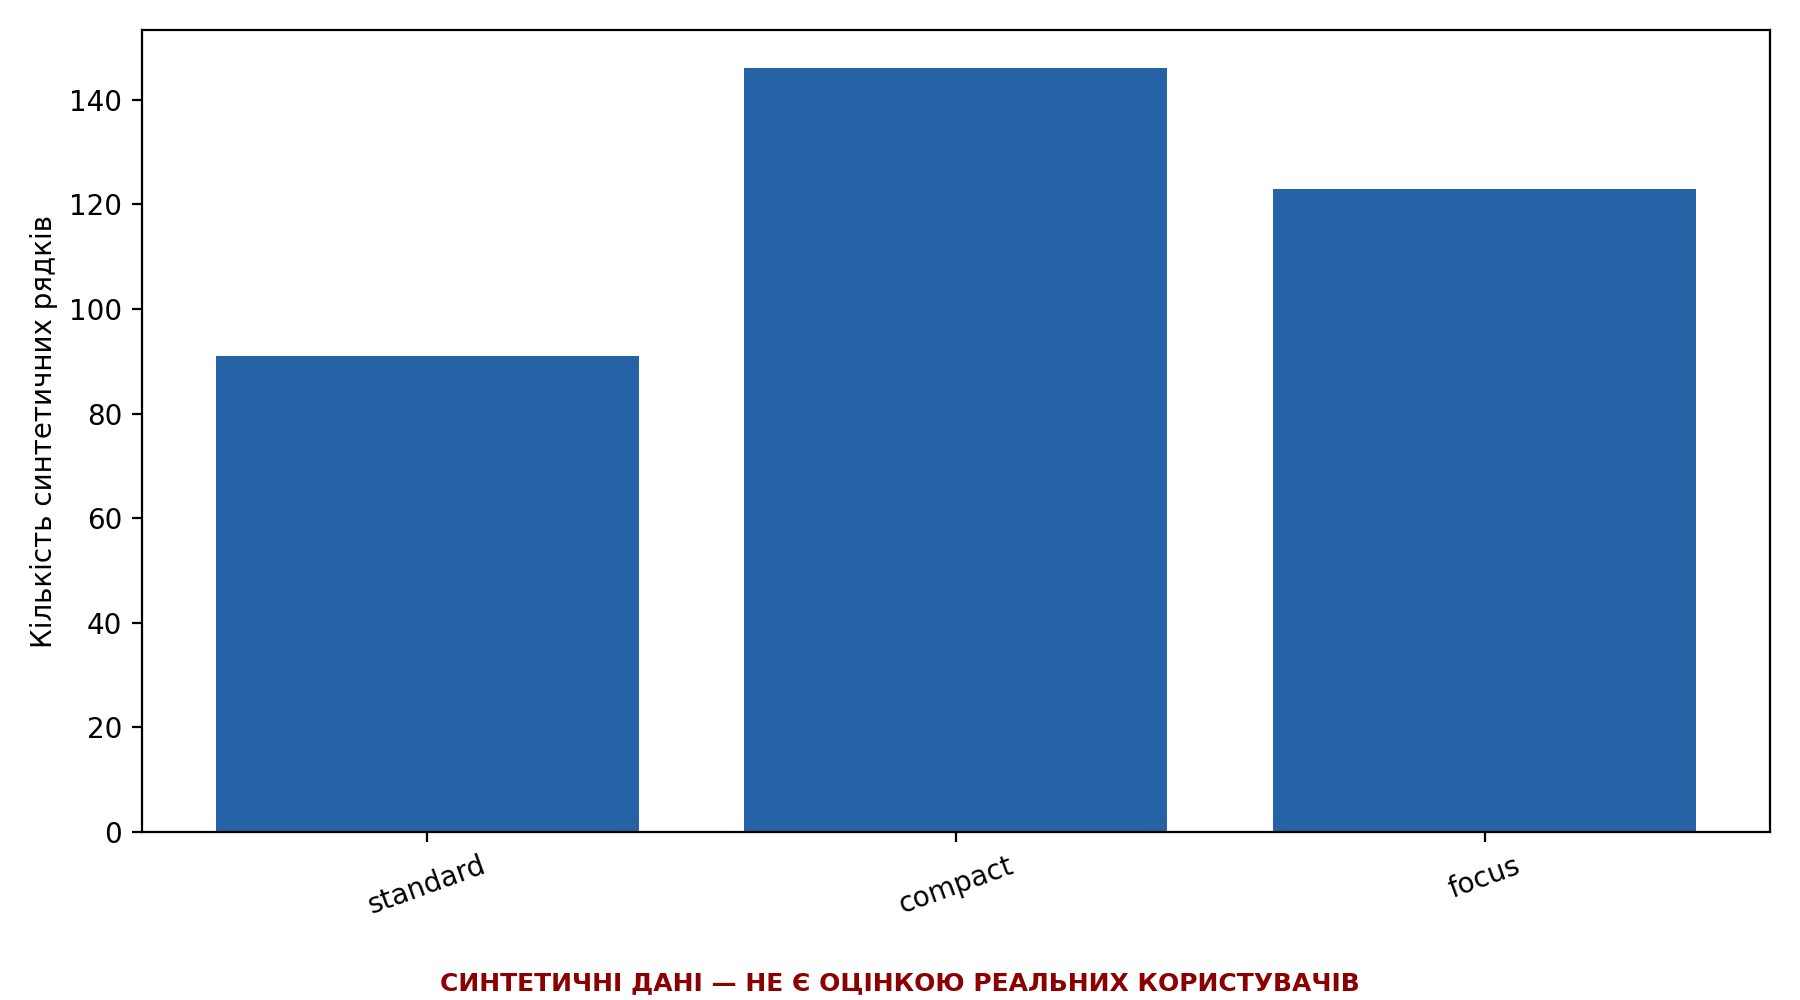 Кількість синтетичних рядків
140
120
100
80
60
40
20
0
standard
compact
focus
СИНТЕТИЧНІ ДАНІ — НЕ Є ОЦІНКОЮ РЕАЛЬНИХ КОРИСТУВАЧІВ